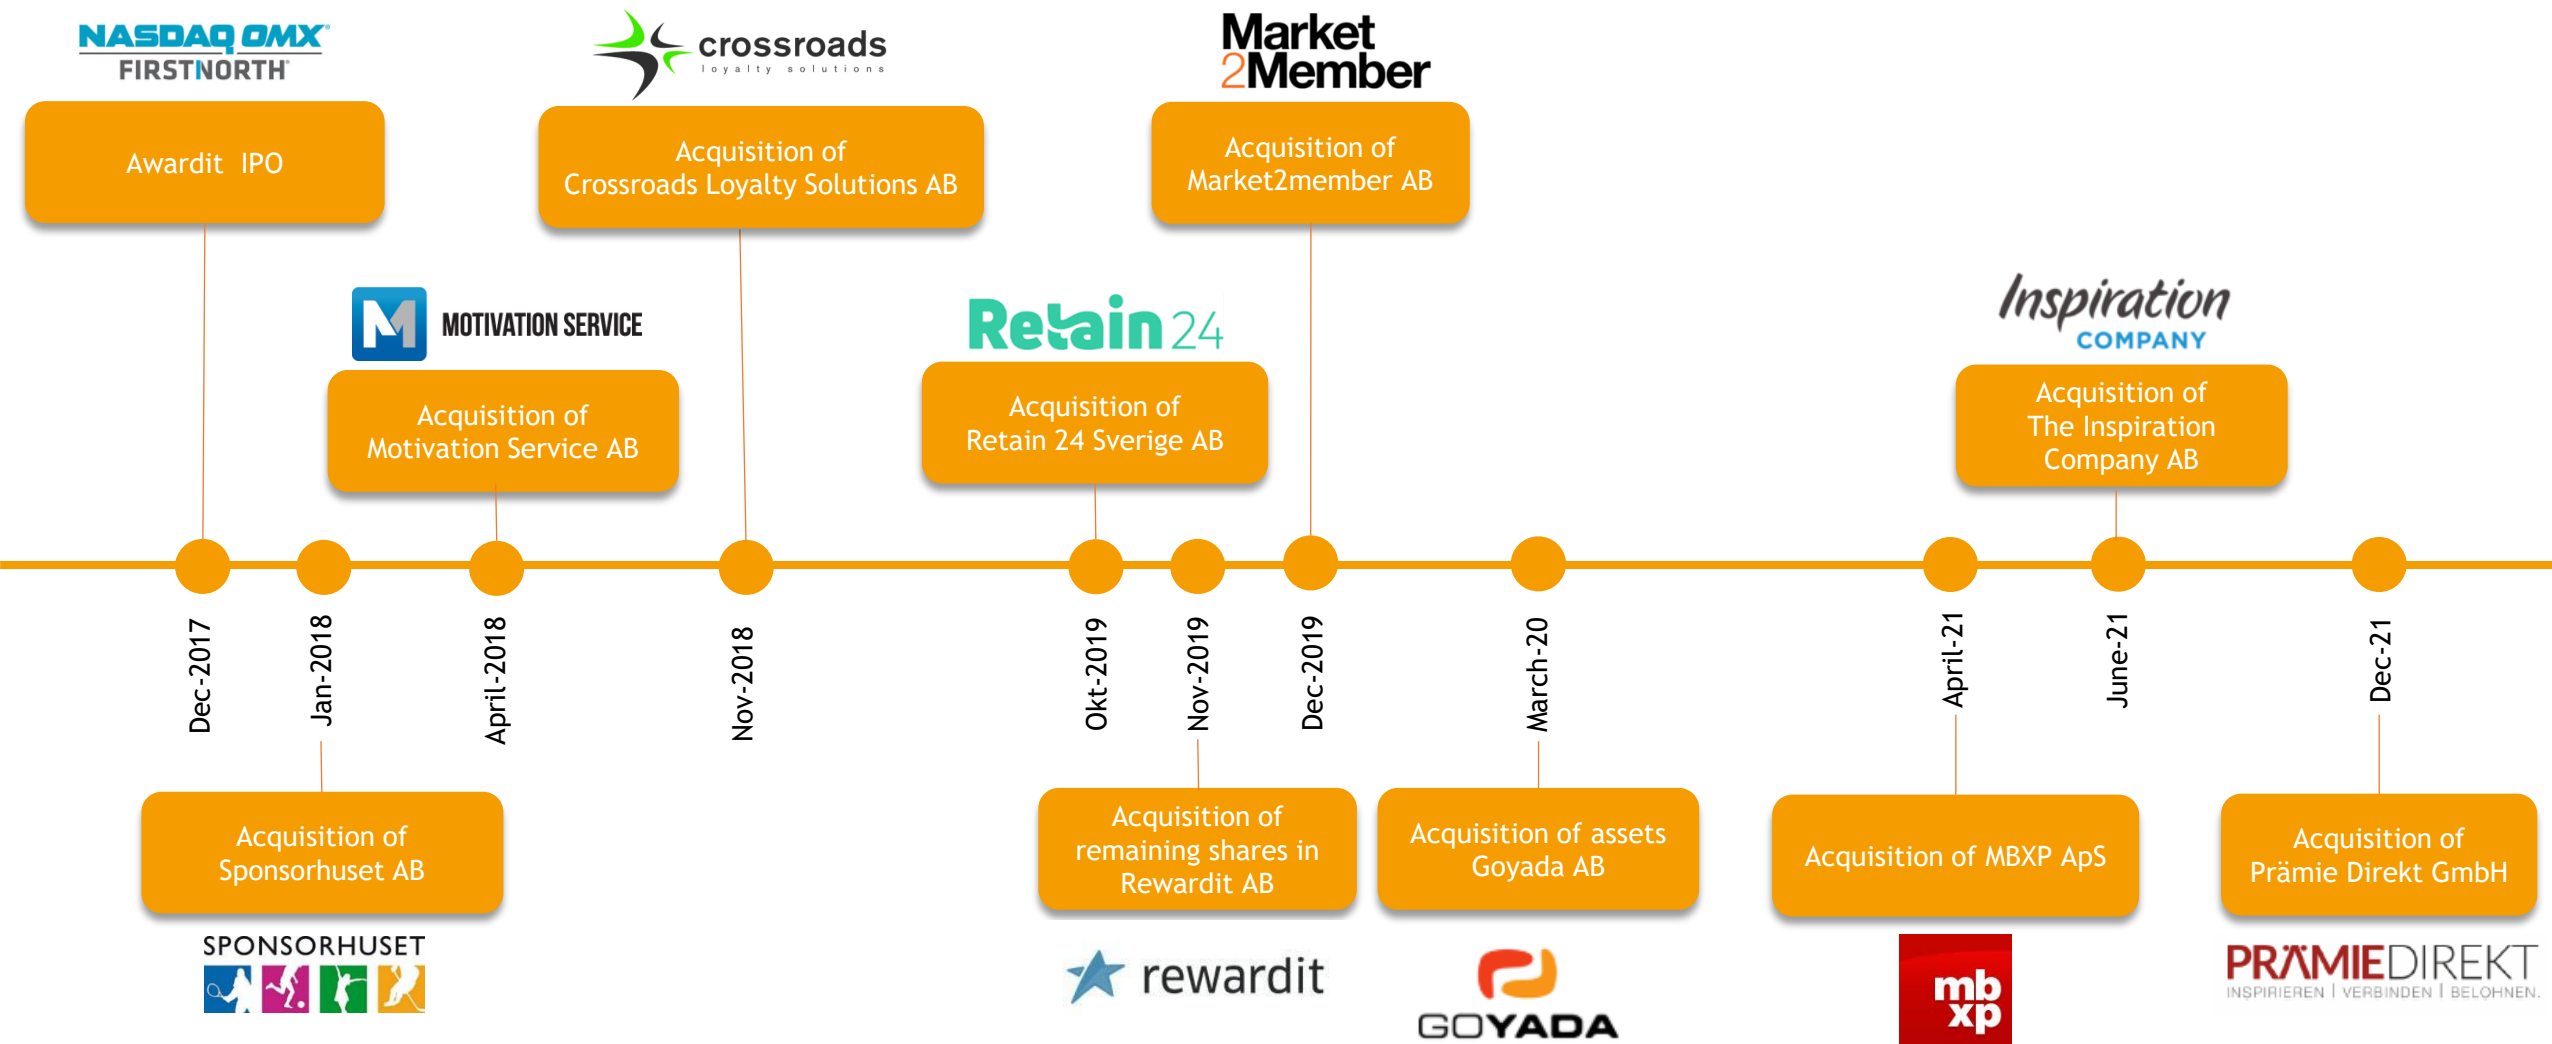 NASDAQ OMX
FIRSTNORTH
Awardit IPO
crossroads
loyalty solutions
Acquisition of
Crossroads Loyalty Solutions AB
Market
2Member
Acquisition of
Market2member AB
M MOTIVATION SERVICE
Acquisition of
Motivation Service AB
Retain 24
Acquisition of
Retain 24 Sverige AB
Inspiration
COMPANY
Acquisition of
The Inspiration
Company AB
Dec-2017
Jan-2018
April-2018
Nov-2018
Okt-2019
Nov-2019
Dec-2019
March-20
April-21
June-21
Dec-21
Acquisition of
Sponsorhuset AB
SPONSORHUSET
Acquisition of
remaining shares in
Rewardit AB
rewardit
Acquisition of assets
Goyada AB
GOYADA
Acquisition of MBXP ApS
mb
xp
Acquisition of
Prämie Direkt GmbH
PRÄMIEDIREKT
INSPIRIEREN | VERBINDEN | BELOHNEN.